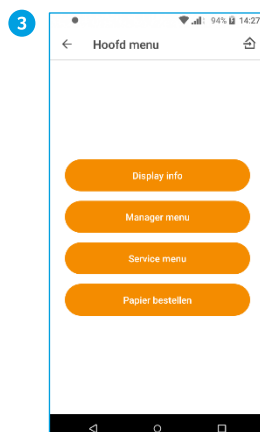 3
94% 14:27
Hoofd menu
Display info
Manager menu
Service menu
Papier bestellen